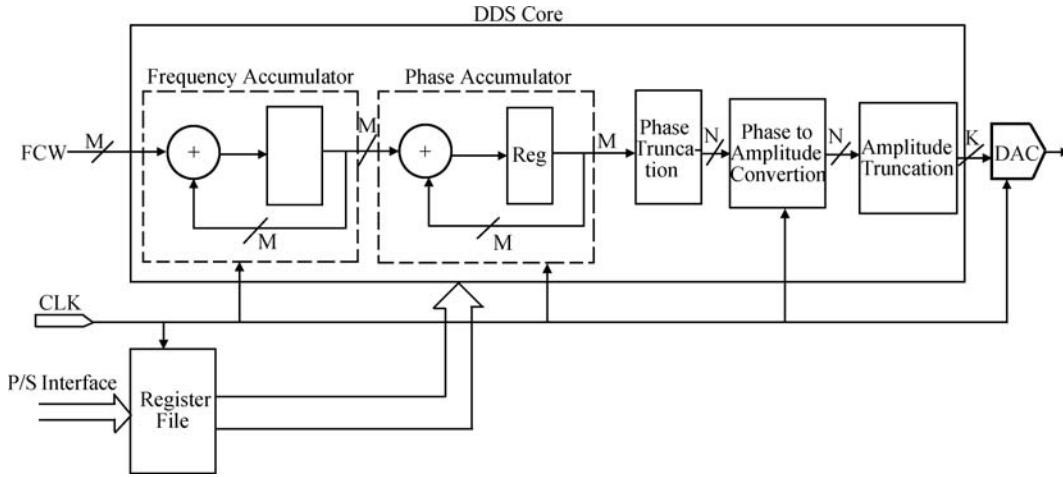 DDS Core
Frequency Accumulator
Phase Accumulator
FCW
M
+
M
M
+
Reg
M
M
Phase
Trunca-
tion
N
Phase to
Amplitude
Convertion
N
Amplitude
Truncation
K
DAC
CLK
P/S Interface
Register
File